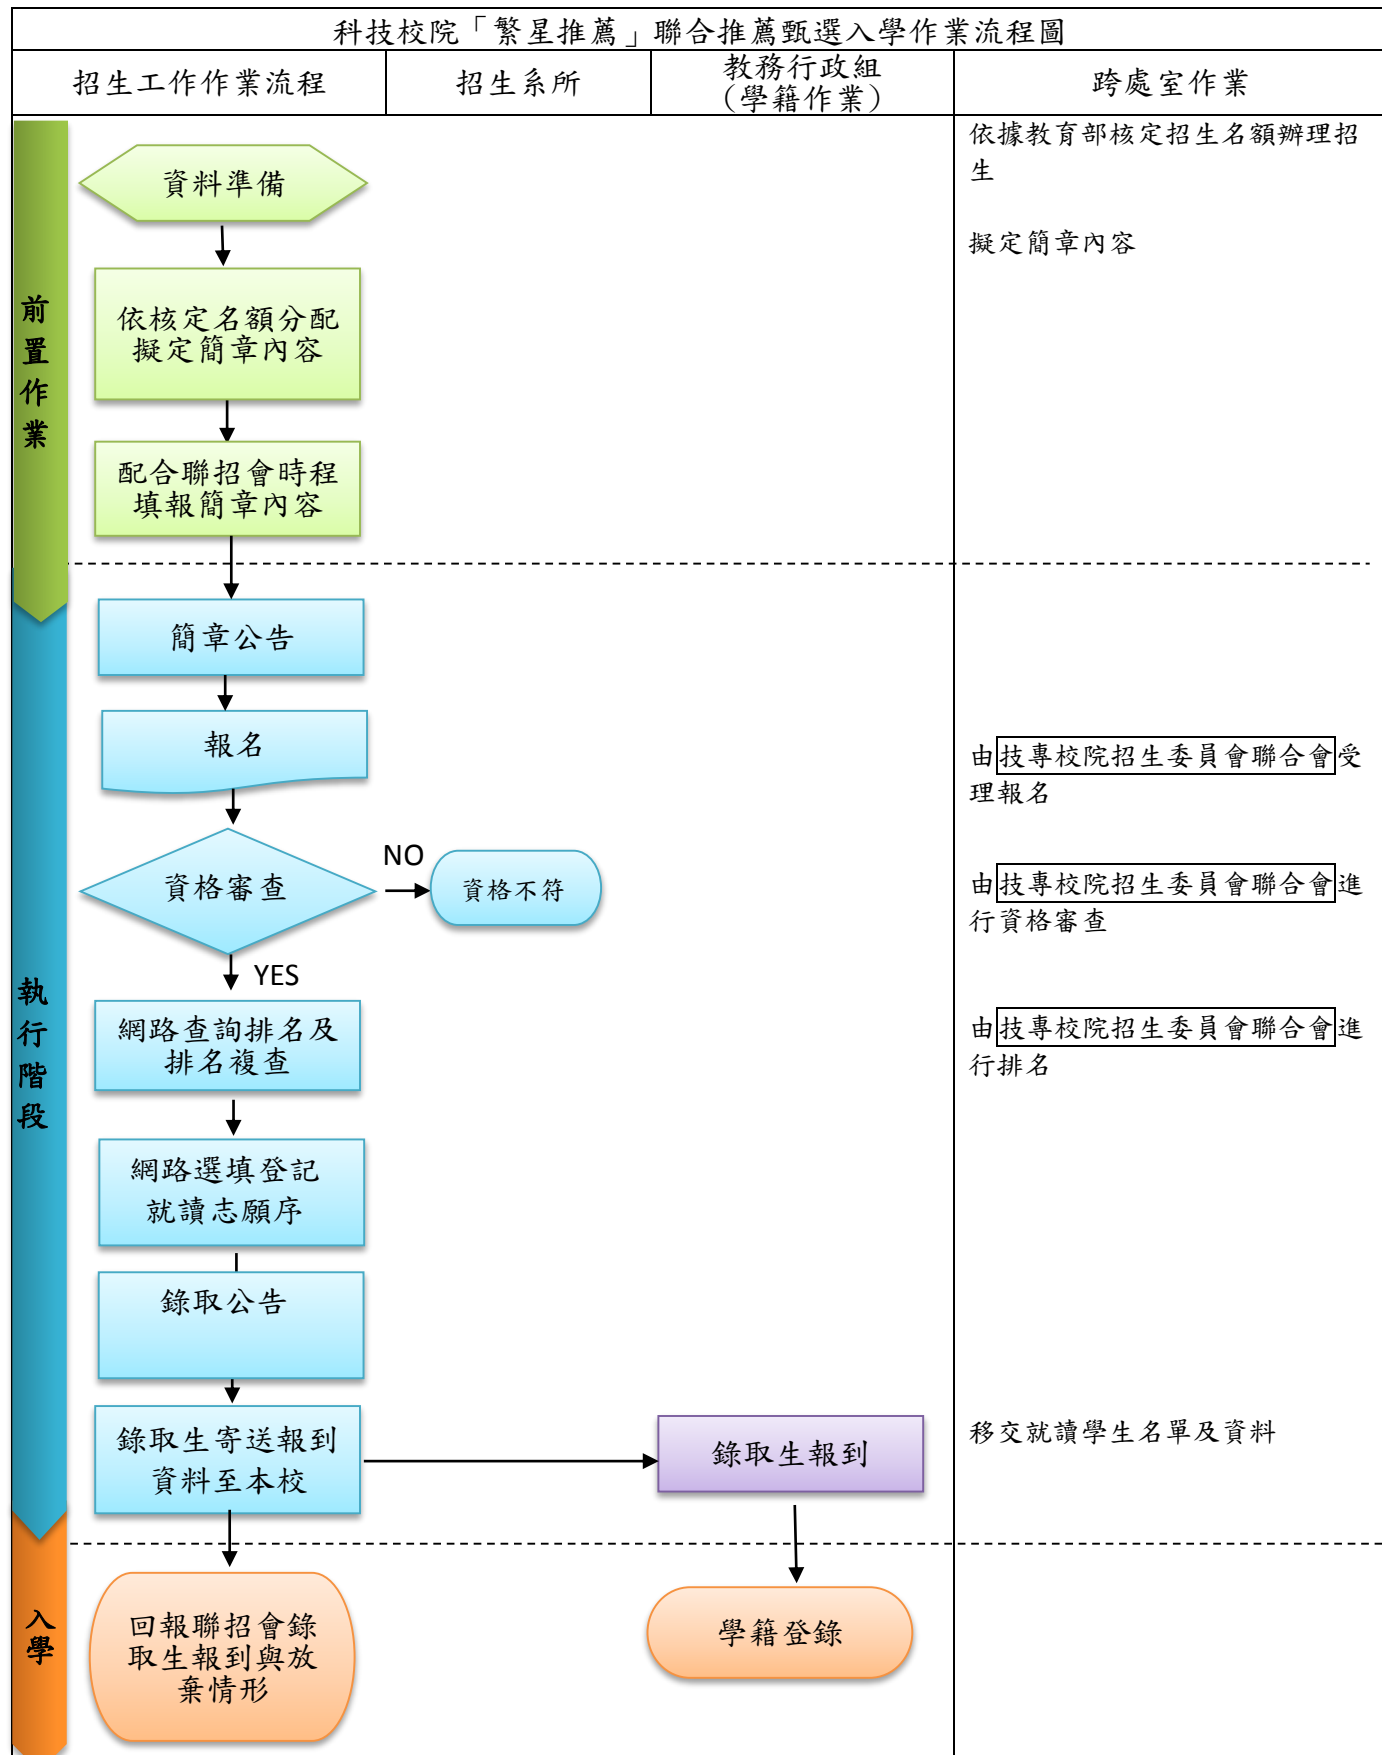 科技校院「繁星推薦」聯合推薦甄選入學作業流程圖
招生工作作業流程
招生系所
教務行政組
(學籍作業)
跨處室作業
前置作業
資料準備
依據教育部核定招生名額辦理招
生
擬定簡章內容
依核定名額分配
擬定簡章內容
配合聯招會時程
填報簡章內容
執行階段
簡章公告
報名
由技專校院招生委員會聯合會受
理報名
資格審查
NO
資格不符
由技專校院招生委員會聯合會進
行資格審查
YES
網路查詢排名及
排名複查
由技專校院招生委員會聯合會進
行排名
網路選填登記
就讀志願序
錄取公告
錄取生寄送報到
資料至本校
錄取生報到
移交就讀學生名單及資料
入學
回報聯招會錄
取生報到與放
棄情形
學籍登錄